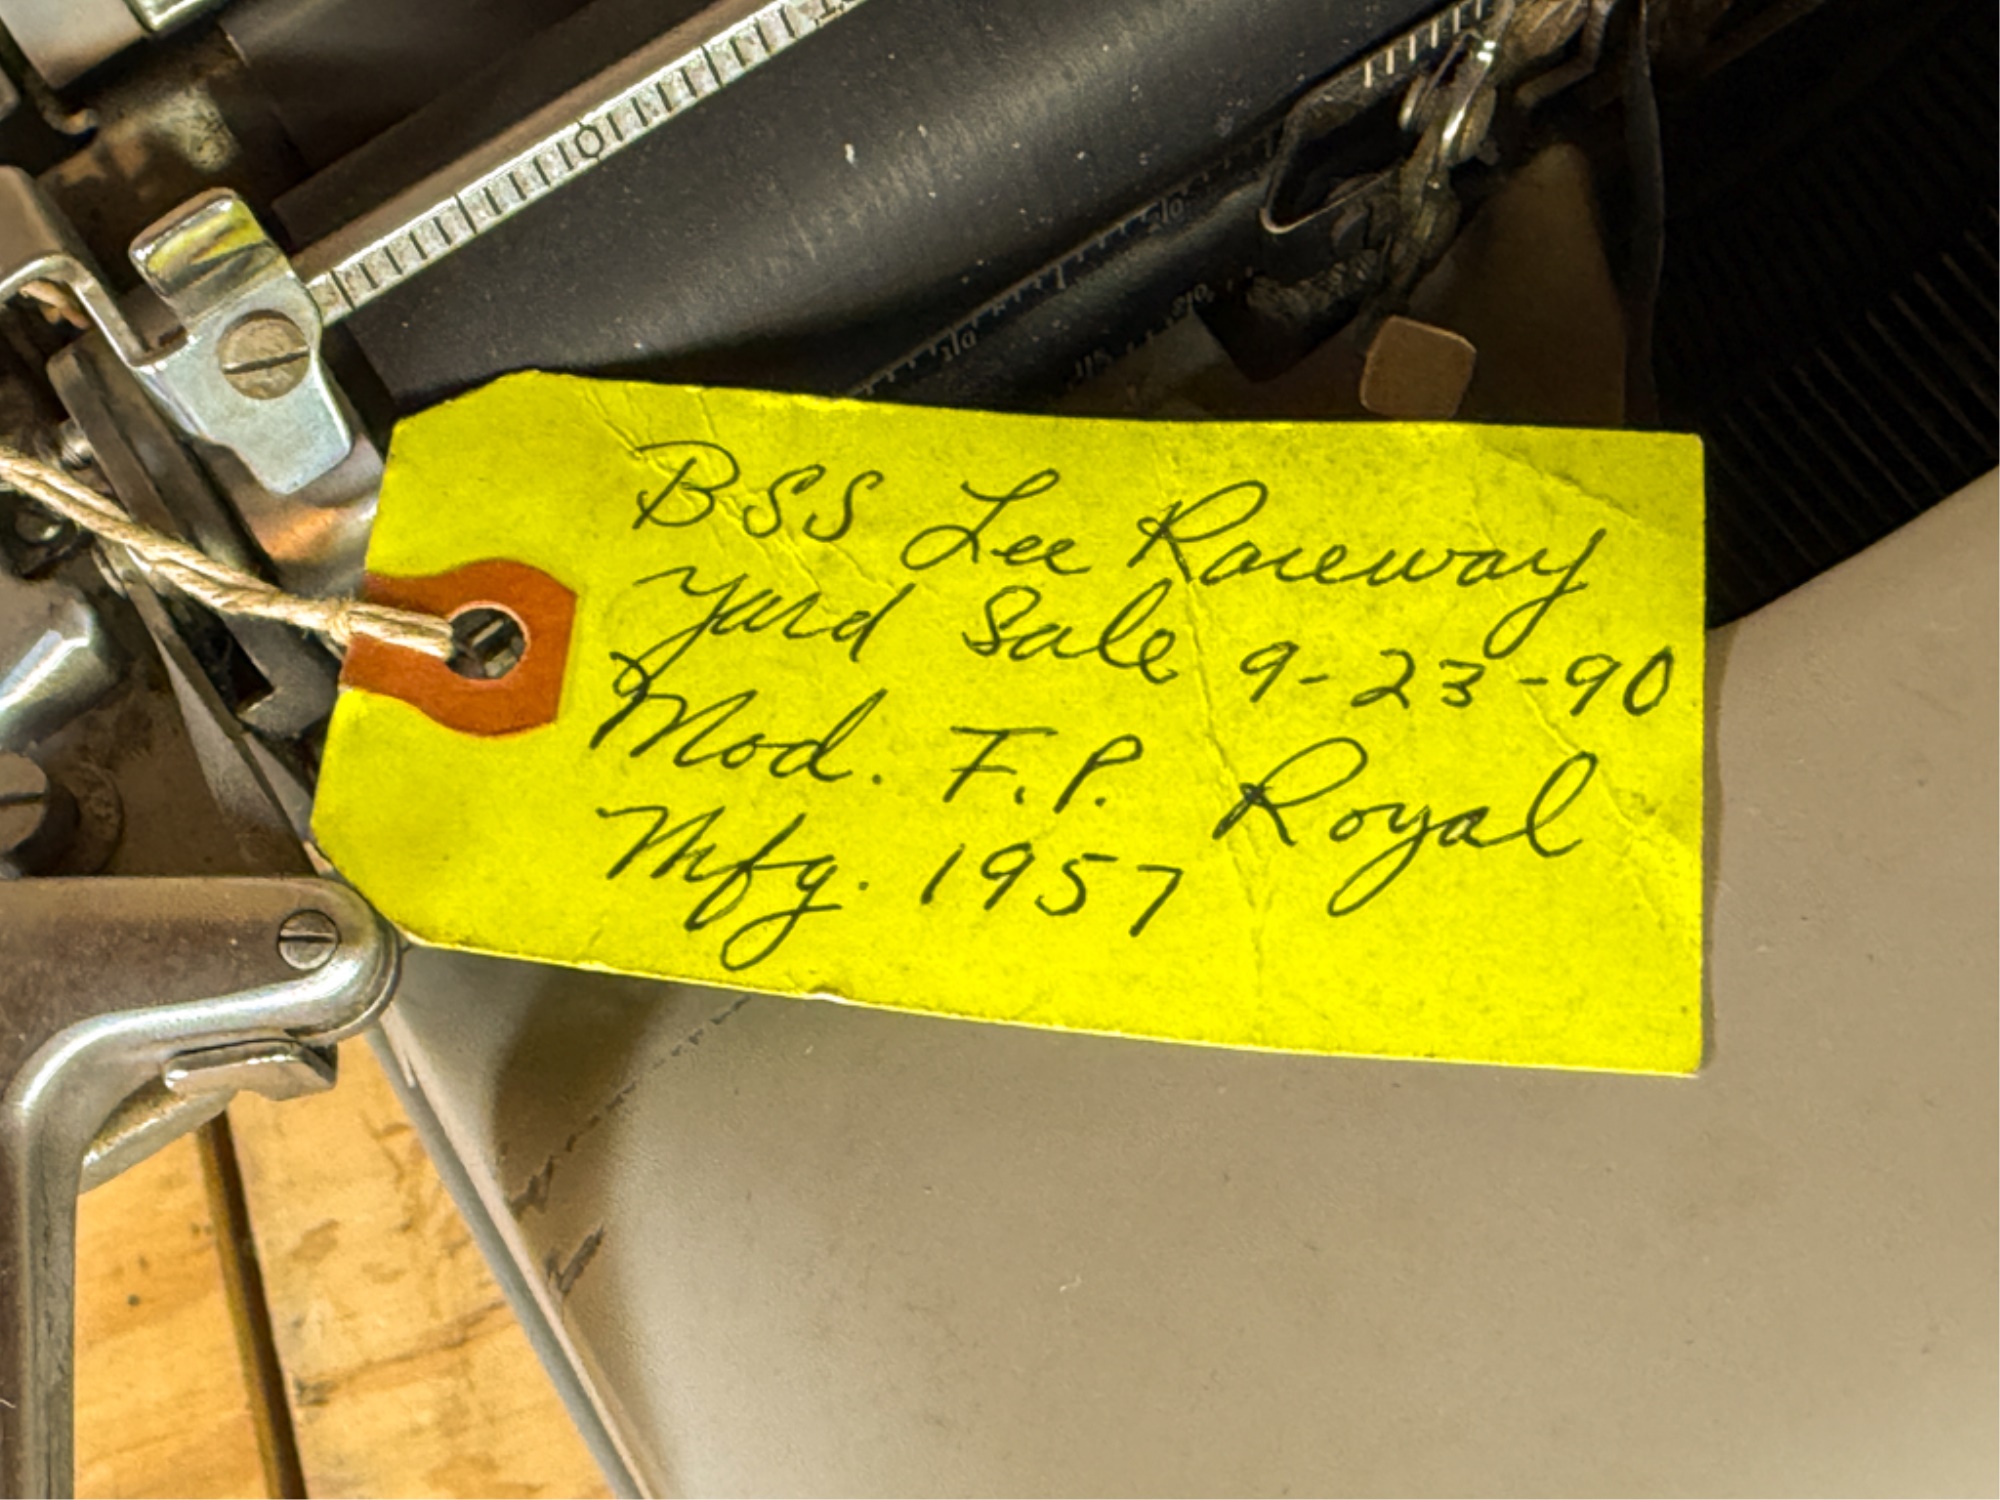 BSS Lee Raceway
yard Sale 9-23-90
Mod. F.P. Royal
Mfg. 1957